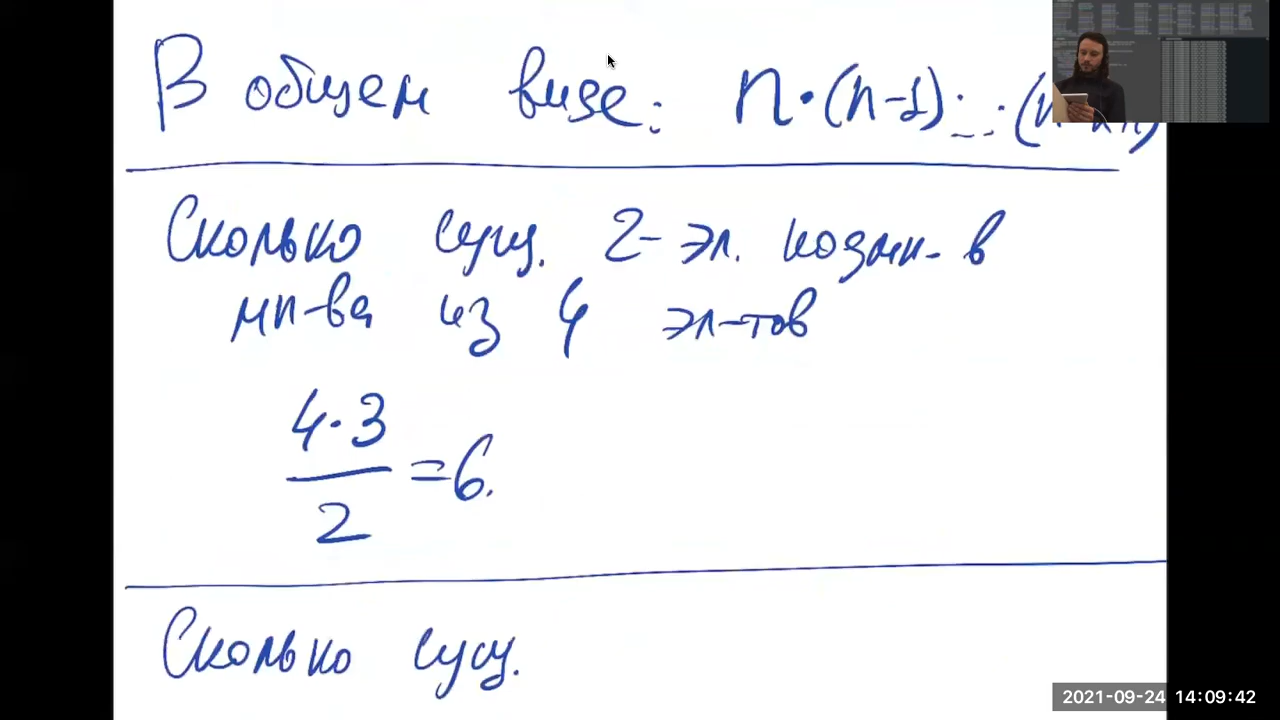 В общем виде: n·(n-1)·...·(n
Сколько сущ. 2-эл. подмн-в
мн-ва из 4 эл-тов
4·3
=6.
2
Сколько сущ.
2021-09-24 14:09:42